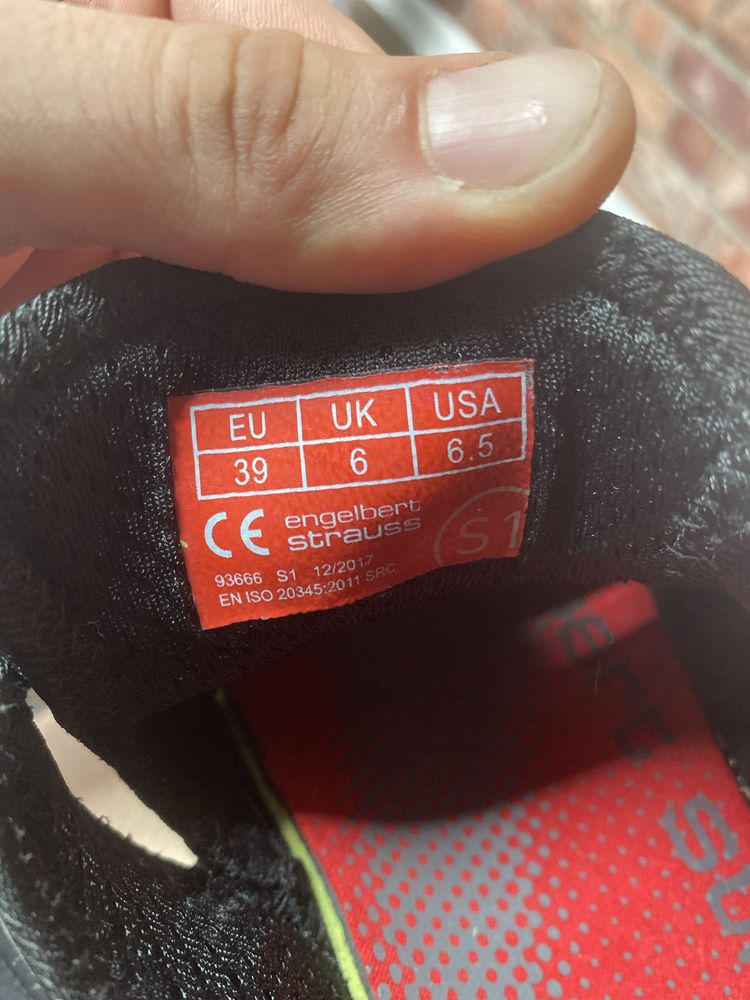 EU UK USA
39 6 6.5
CE engelbert
strauss
S1
93666 S1 12/2017
EN ISO 20345:2011 SRC